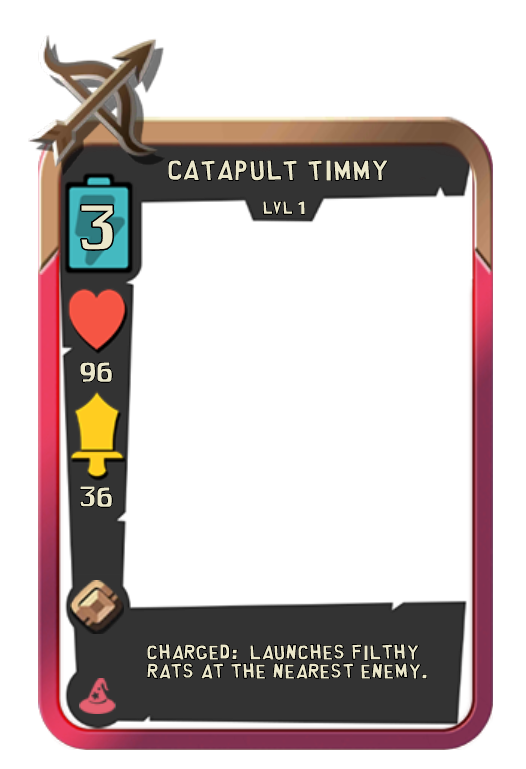 CATAPULT TIMMY
LVL 1
3
96
36
CHARGED: LAUNCHES FILTHY
RATS AT THE NEAREST ENEMY.